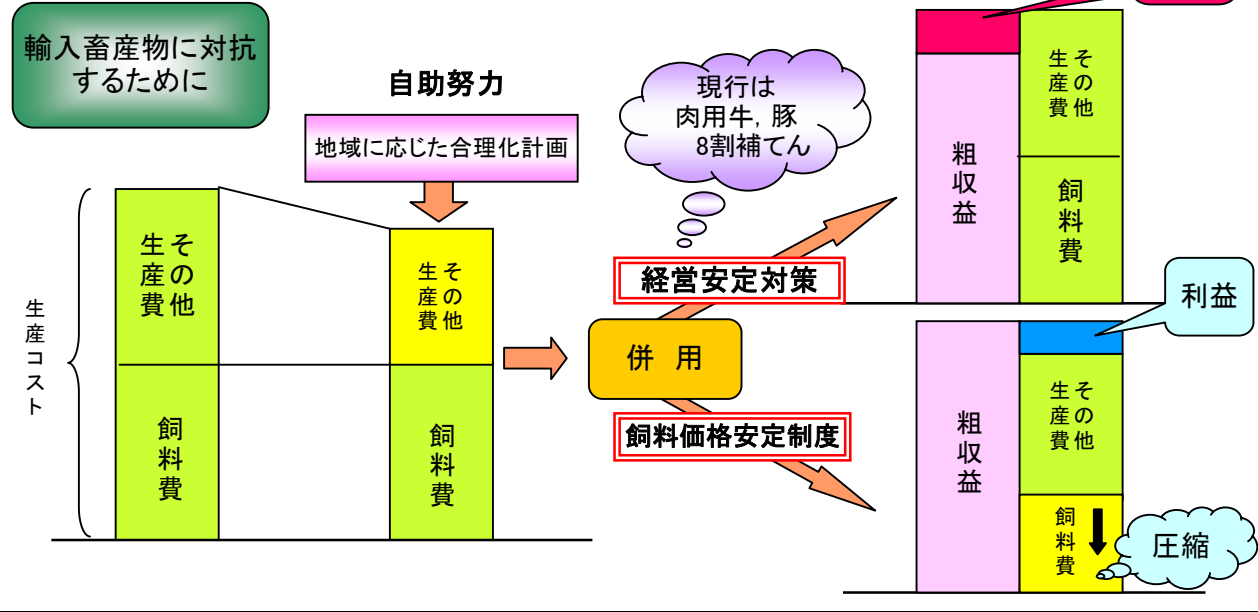 輸入畜産物に対抗
するために
自助努力
地域に応じた合理化計画
現行は
肉用牛，豚
8割補てん
生産コスト
その他
生産費
飼料費
その他
生産費
飼料費
併 用
経営安定対策
飼料価格安定制度
粗収益
その他
生産費
飼料費
利益
粗収益
その他
生産費
飼料費
圧縮